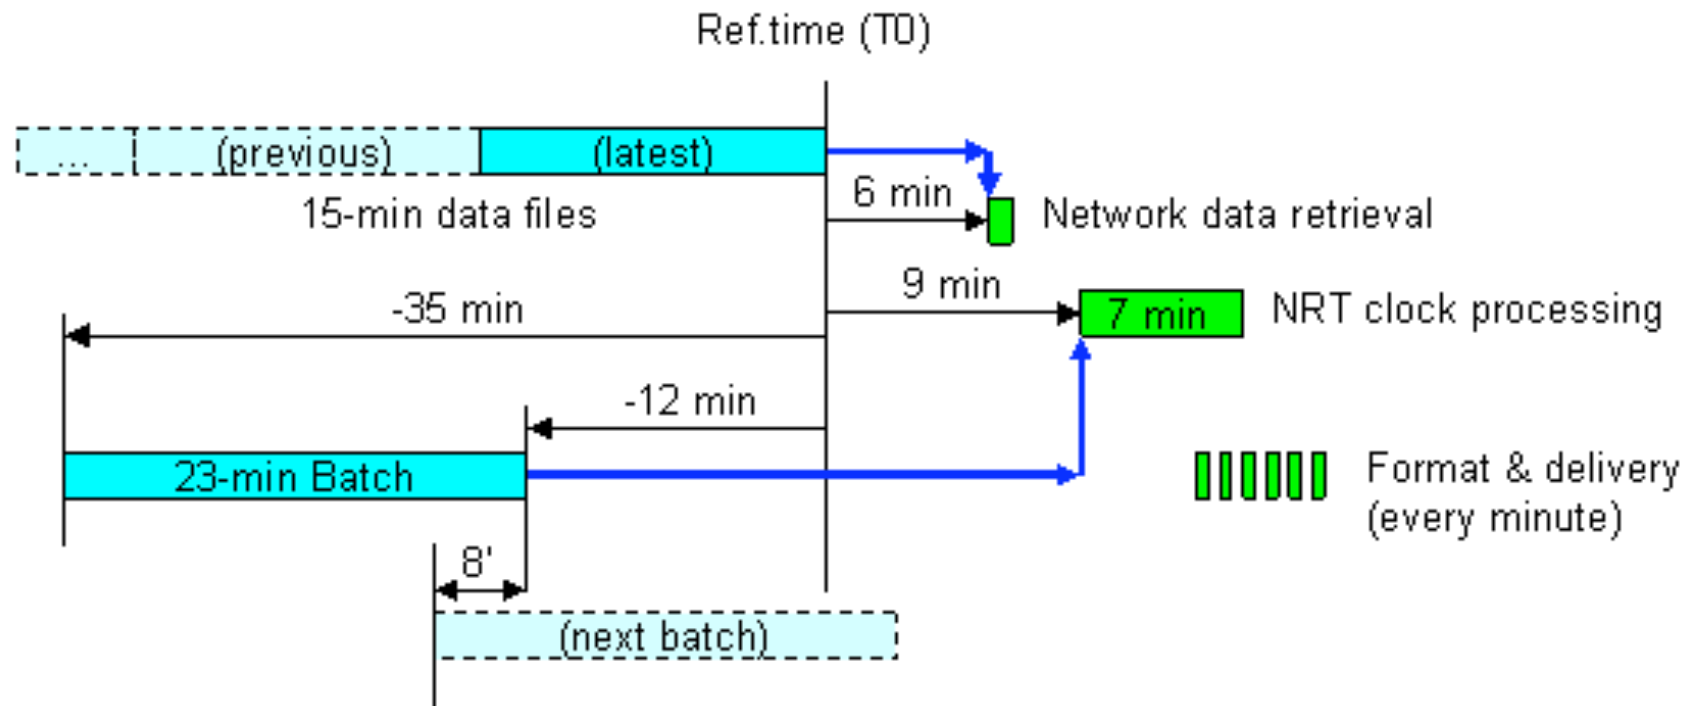 Ref.time (T0)
... (previous) (latest)
15-min data files
6 min
Network data retrieval
9 min
-35 min
7 min
NRT clock processing
-12 min
23-min Batch
Format & delivery
(every minute)
8'
(next batch)